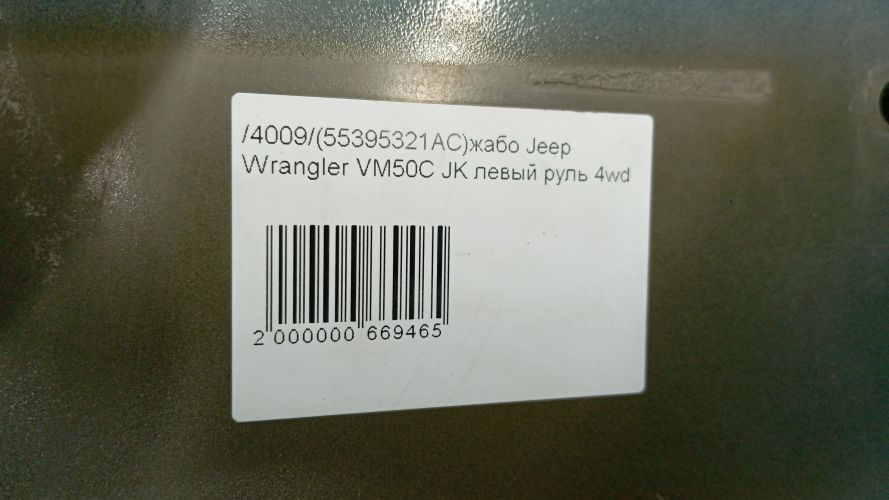 /4009/(55395321AC)жабо Jeep
Wrangler VM50C JK левый руль 4wd
2 000000 669465